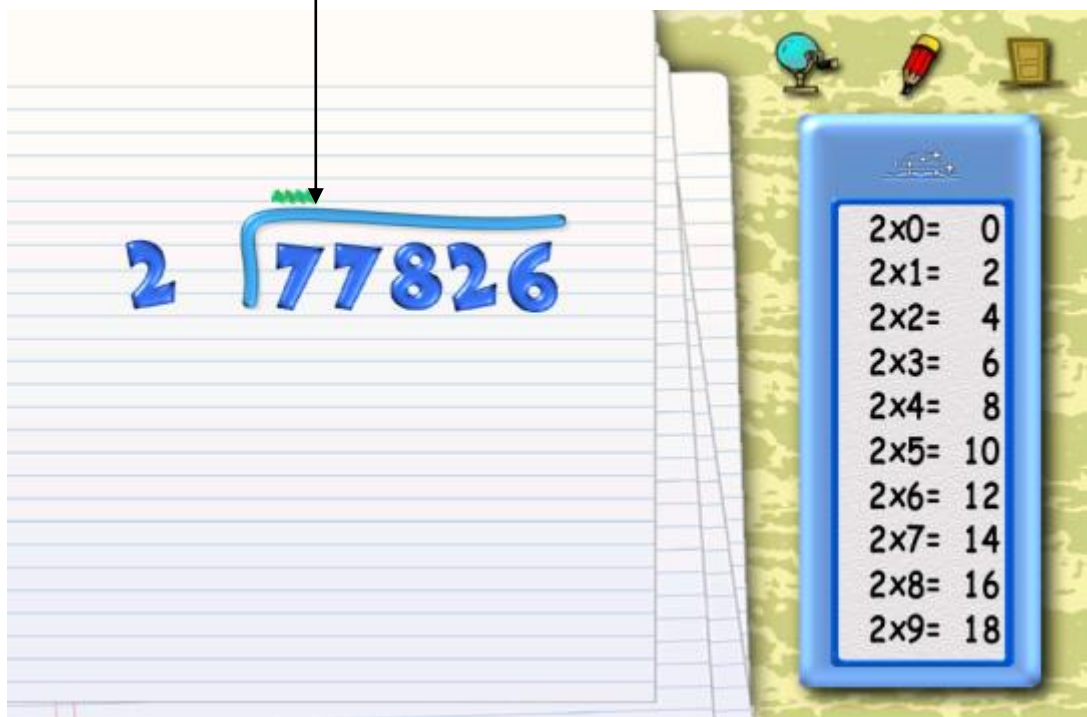 2 77826
2x0= 0
2x1= 2
2x2= 4
2x3= 6
2x4= 8
2x5= 10
2x6= 12
2x7= 14
2x8= 16
2x9= 18